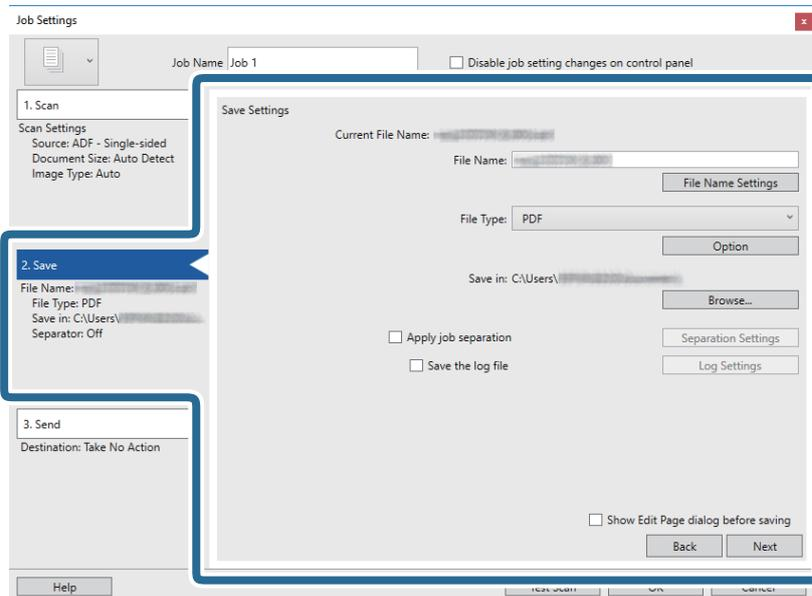 Job Settings
x
Job Name Job 1
Disable job setting changes on control panel
1. Scan
Scan Settings
Source: ADF - Single-sided
Document Size: Auto Detect
Image Type: Auto
2. Save
File Name:
File Type: PDF
Save in: C:\Users\
Separator: Off
3. Send
Destination: Take No Action
Save Settings
Current File Name:
File Name:
File Name Settings
File Type: PDF
Option
Save in: C:\Users\
Browse...
Apply job separation
Separation Settings
Save the log file
Log Settings
Show Edit Page dialog before saving
Back Next
Help Test Scan OK Cancel